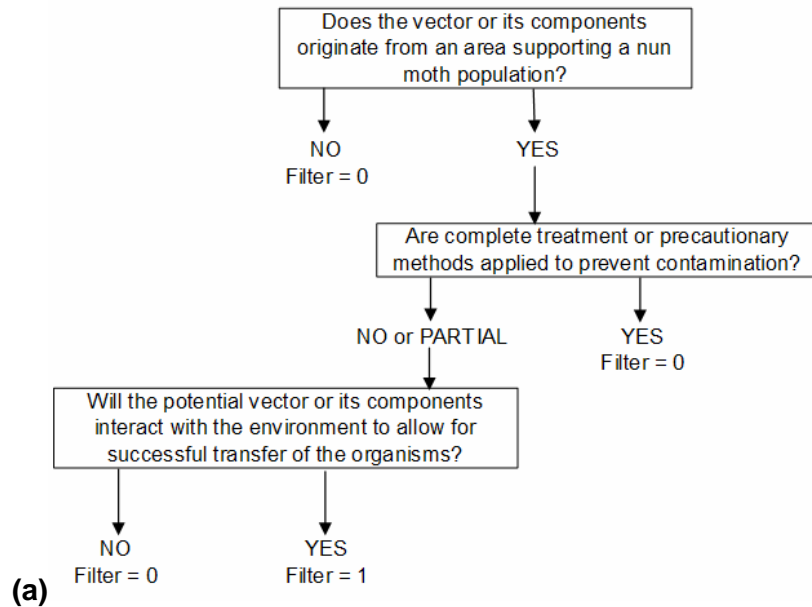 Does the vector or its components
originate from an area supporting a nun
moth population?
NO
Filter = 0
YES
Are complete treatment or precautionary
methods applied to prevent contamination?
NO or PARTIAL
YES
Filter = 0
Will the potential vector or its components
interact with the environment to allow for
successful transfer of the organisms?
NO
Filter = 0
YES
Filter = 1
(a)